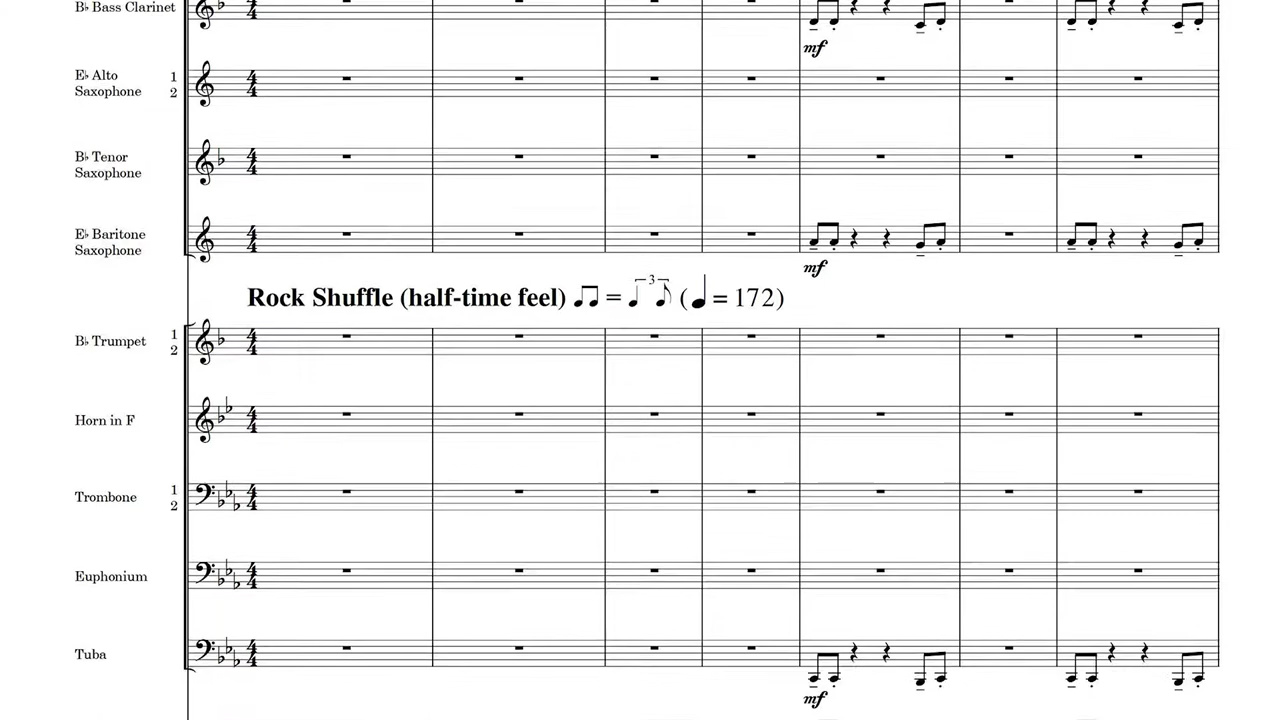 B♭ Bass Clarinet
mf
E♭ Alto
Saxophone
1
2
B♭ Tenor
Saxophone
E♭ Baritone
Saxophone
mf
Rock Shuffle (half-time feel) ♫ = ♩ 3 ♪ (♩ = 172)
B♭ Trumpet
1
2
Horn in F
Trombone
1
2
Euphonium
Tuba
mf